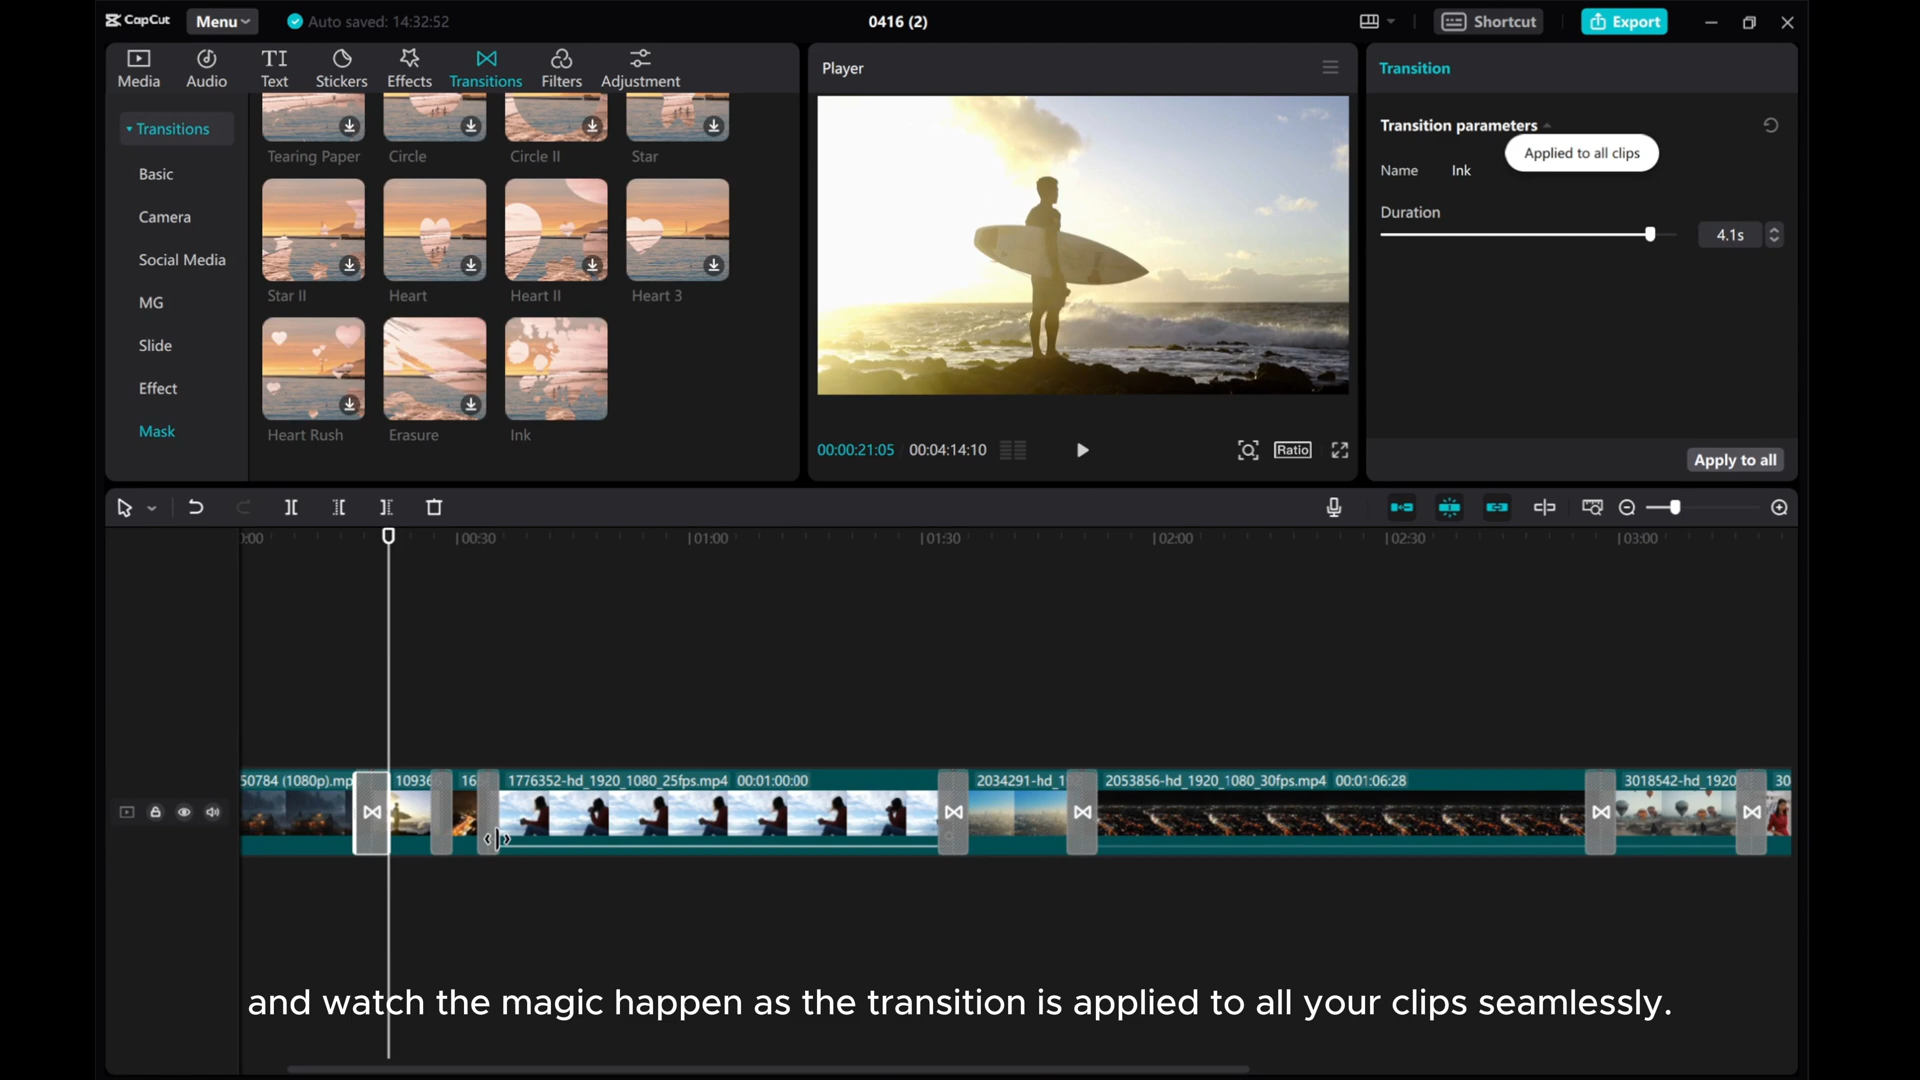 CapCut
Menu
Auto saved: 14:32:52
0416 (2)
Shortcut
Export
Media
Audio
Text
Stickers
Effects
Transitions
Filters
Adjustment
Transitions
Basic
Camera
Social Media
MG
Slide
Effect
Mask
Tearing Paper
Circle
Circle II
Star
Star II
Heart
Heart II
Heart 3
Heart Rush
Erasure
Ink
Player
00:00:21:05
00:04:14:10
Ratio
Transition
Transition parameters
Applied to all clips
Name Ink
Duration
4.1s
Apply to all
0:00 00:30 01:00 01:30 02:00 02:30 03:00
50784 (1080p).mp
10936
16
1776352-hd_1920_1080_25fps.mp4 00:01:00:00
2034291-hd_1
2053856-hd_1920_1080_30fps.mp4 00:01:06:28
3018542-hd_1920
30
and watch the magic happen as the transition is applied to all your clips seamlessly.